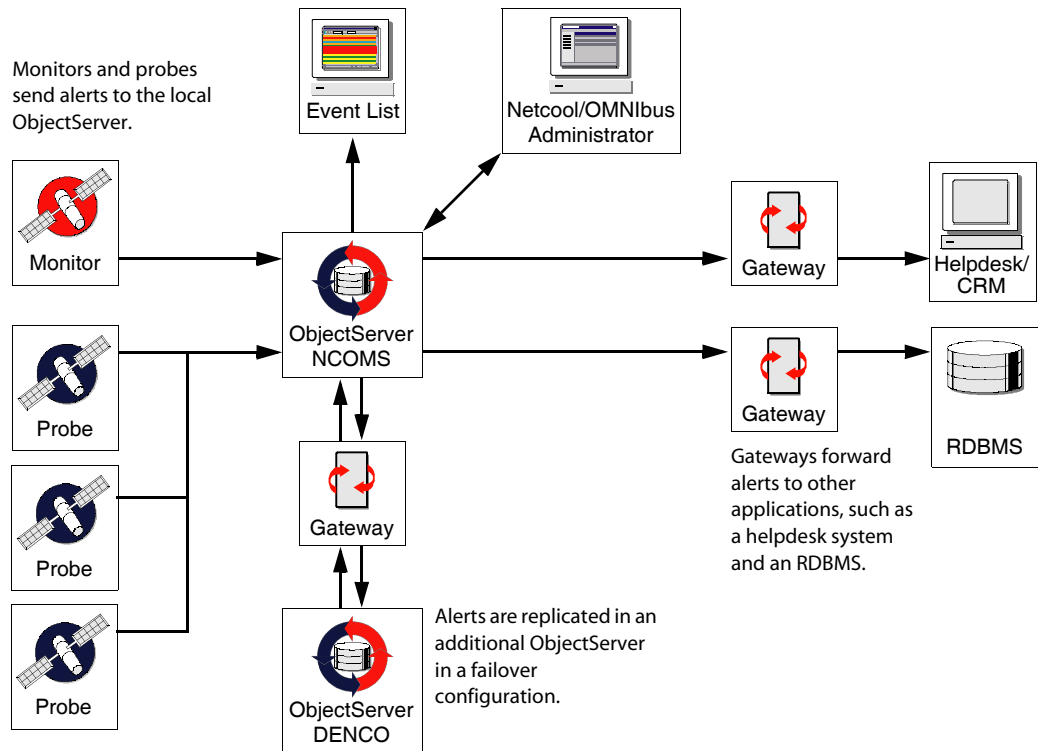 Monitors and probes
send alerts to the local
ObjectServer.
Event List
Netcool/OMNIbus
Administrator
Monitor
ObjectServer
NCOMS
Gateway
Helpdesk/
CRM
Probe
Gateway
RDBMS
Gateway
Gateways forward
alerts to other
applications, such as
a helpdesk system
and an RDBMS.
Probe
Alerts are replicated in an
additional ObjectServer
in a failover
configuration.
Probe
ObjectServer
DENCO